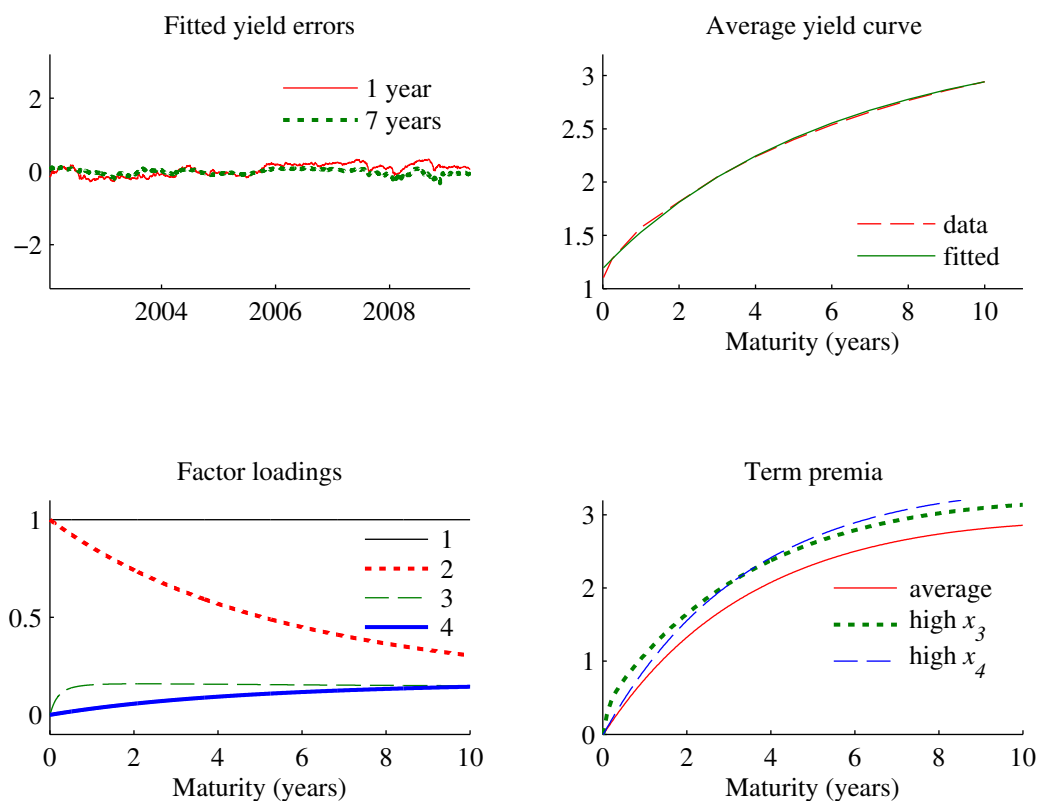 Fitted yield errors
2
0
−2
1 year
7 years
2004
2006
2008
Average yield curve
3
2.5
2
1.5
1
data
fitted
0
2
4
6
8
10
Maturity (years)
Factor loadings
1
0.5
0
1
2
3
4
0
2
4
6
8
10
Maturity (years)
Term premia
3
2
1
0
average
high x_3
high x_4
0
2
4
6
8
10
Maturity (years)